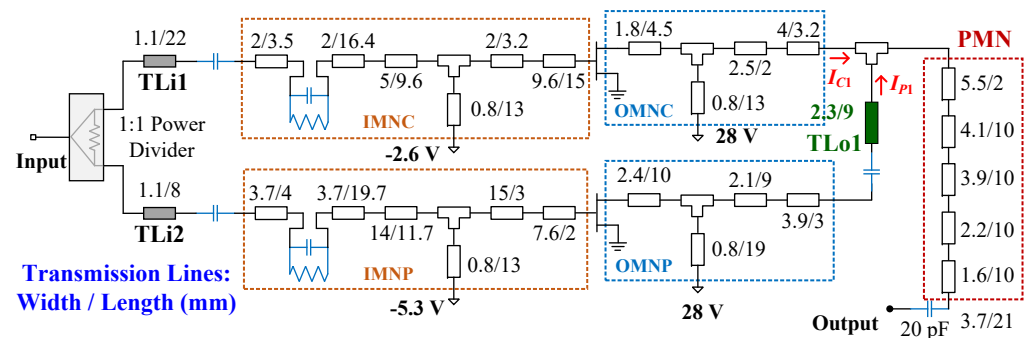 1.1/22
TLi1
2/3.5
2/16.4
5/9.6
2/3.2
9.6/15
0.8/13
IMNC
-2.6 V
1.8/4.5
4/3.2
2.5/2
0.8/13
OMNC
28 V
I_C1
I_P1
PMN
2.3/9
TLo1
5.5/2
4.1/10
3.9/10
2.2/10
1.6/10
Input
1:1 Power
Divider
1.1/8
TLi2
3.7/4
3.7/19.7
14/11.7
15/3
7.6/2
0.8/13
IMNP
-5.3 V
2.4/10
2.1/9
3.9/3
0.8/19
OMNP
28 V
Transmission Lines:
Width / Length (mm)
Output
20 pF
3.7/21